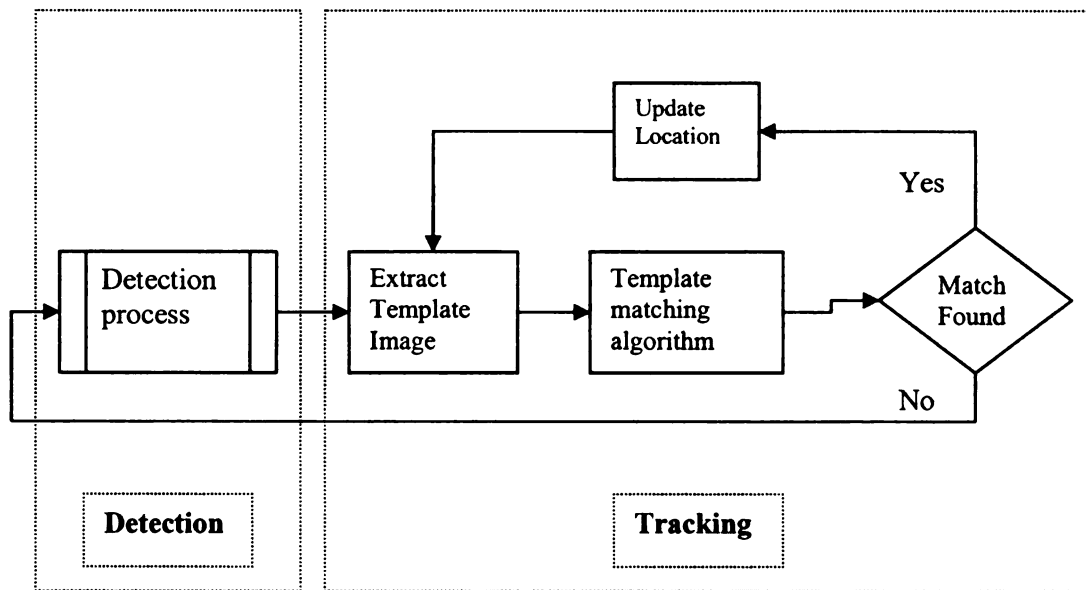 Update
Location
Yes
Detection
process
Extract
Template
Image
Template
matching
algorithm
Match
Found
No
Detection
Tracking